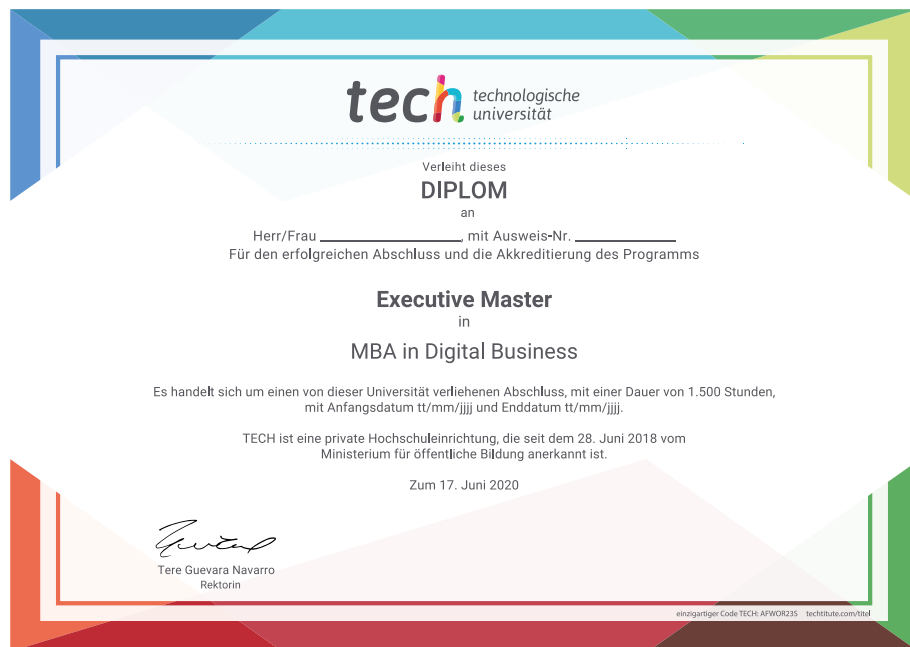 tech technologische
universität
Verleiht dieses
DIPLOM
an
Herr/Frau ____________, mit Ausweis-Nr. ____________
Für den erfolgreichen Abschluss und die Akkreditierung des Programms
Executive Master
in
MBA in Digital Business
Es handelt sich um einen von dieser Universität verliehenen Abschluss, mit einer Dauer von 1.500 Stunden,
mit Anfangsdatum tt/mm/jjjj und Enddatum tt/mm/jjjj.
TECH ist eine private Hochschuleinrichtung, die seit dem 28. Juni 2018 vom
Ministerium für öffentliche Bildung anerkannt ist.
Zum 17. Juni 2020
Tere Guevara Navarro
Rektorin
einzigartiger Code TECH: AFWOR23S techtitute.com/titel